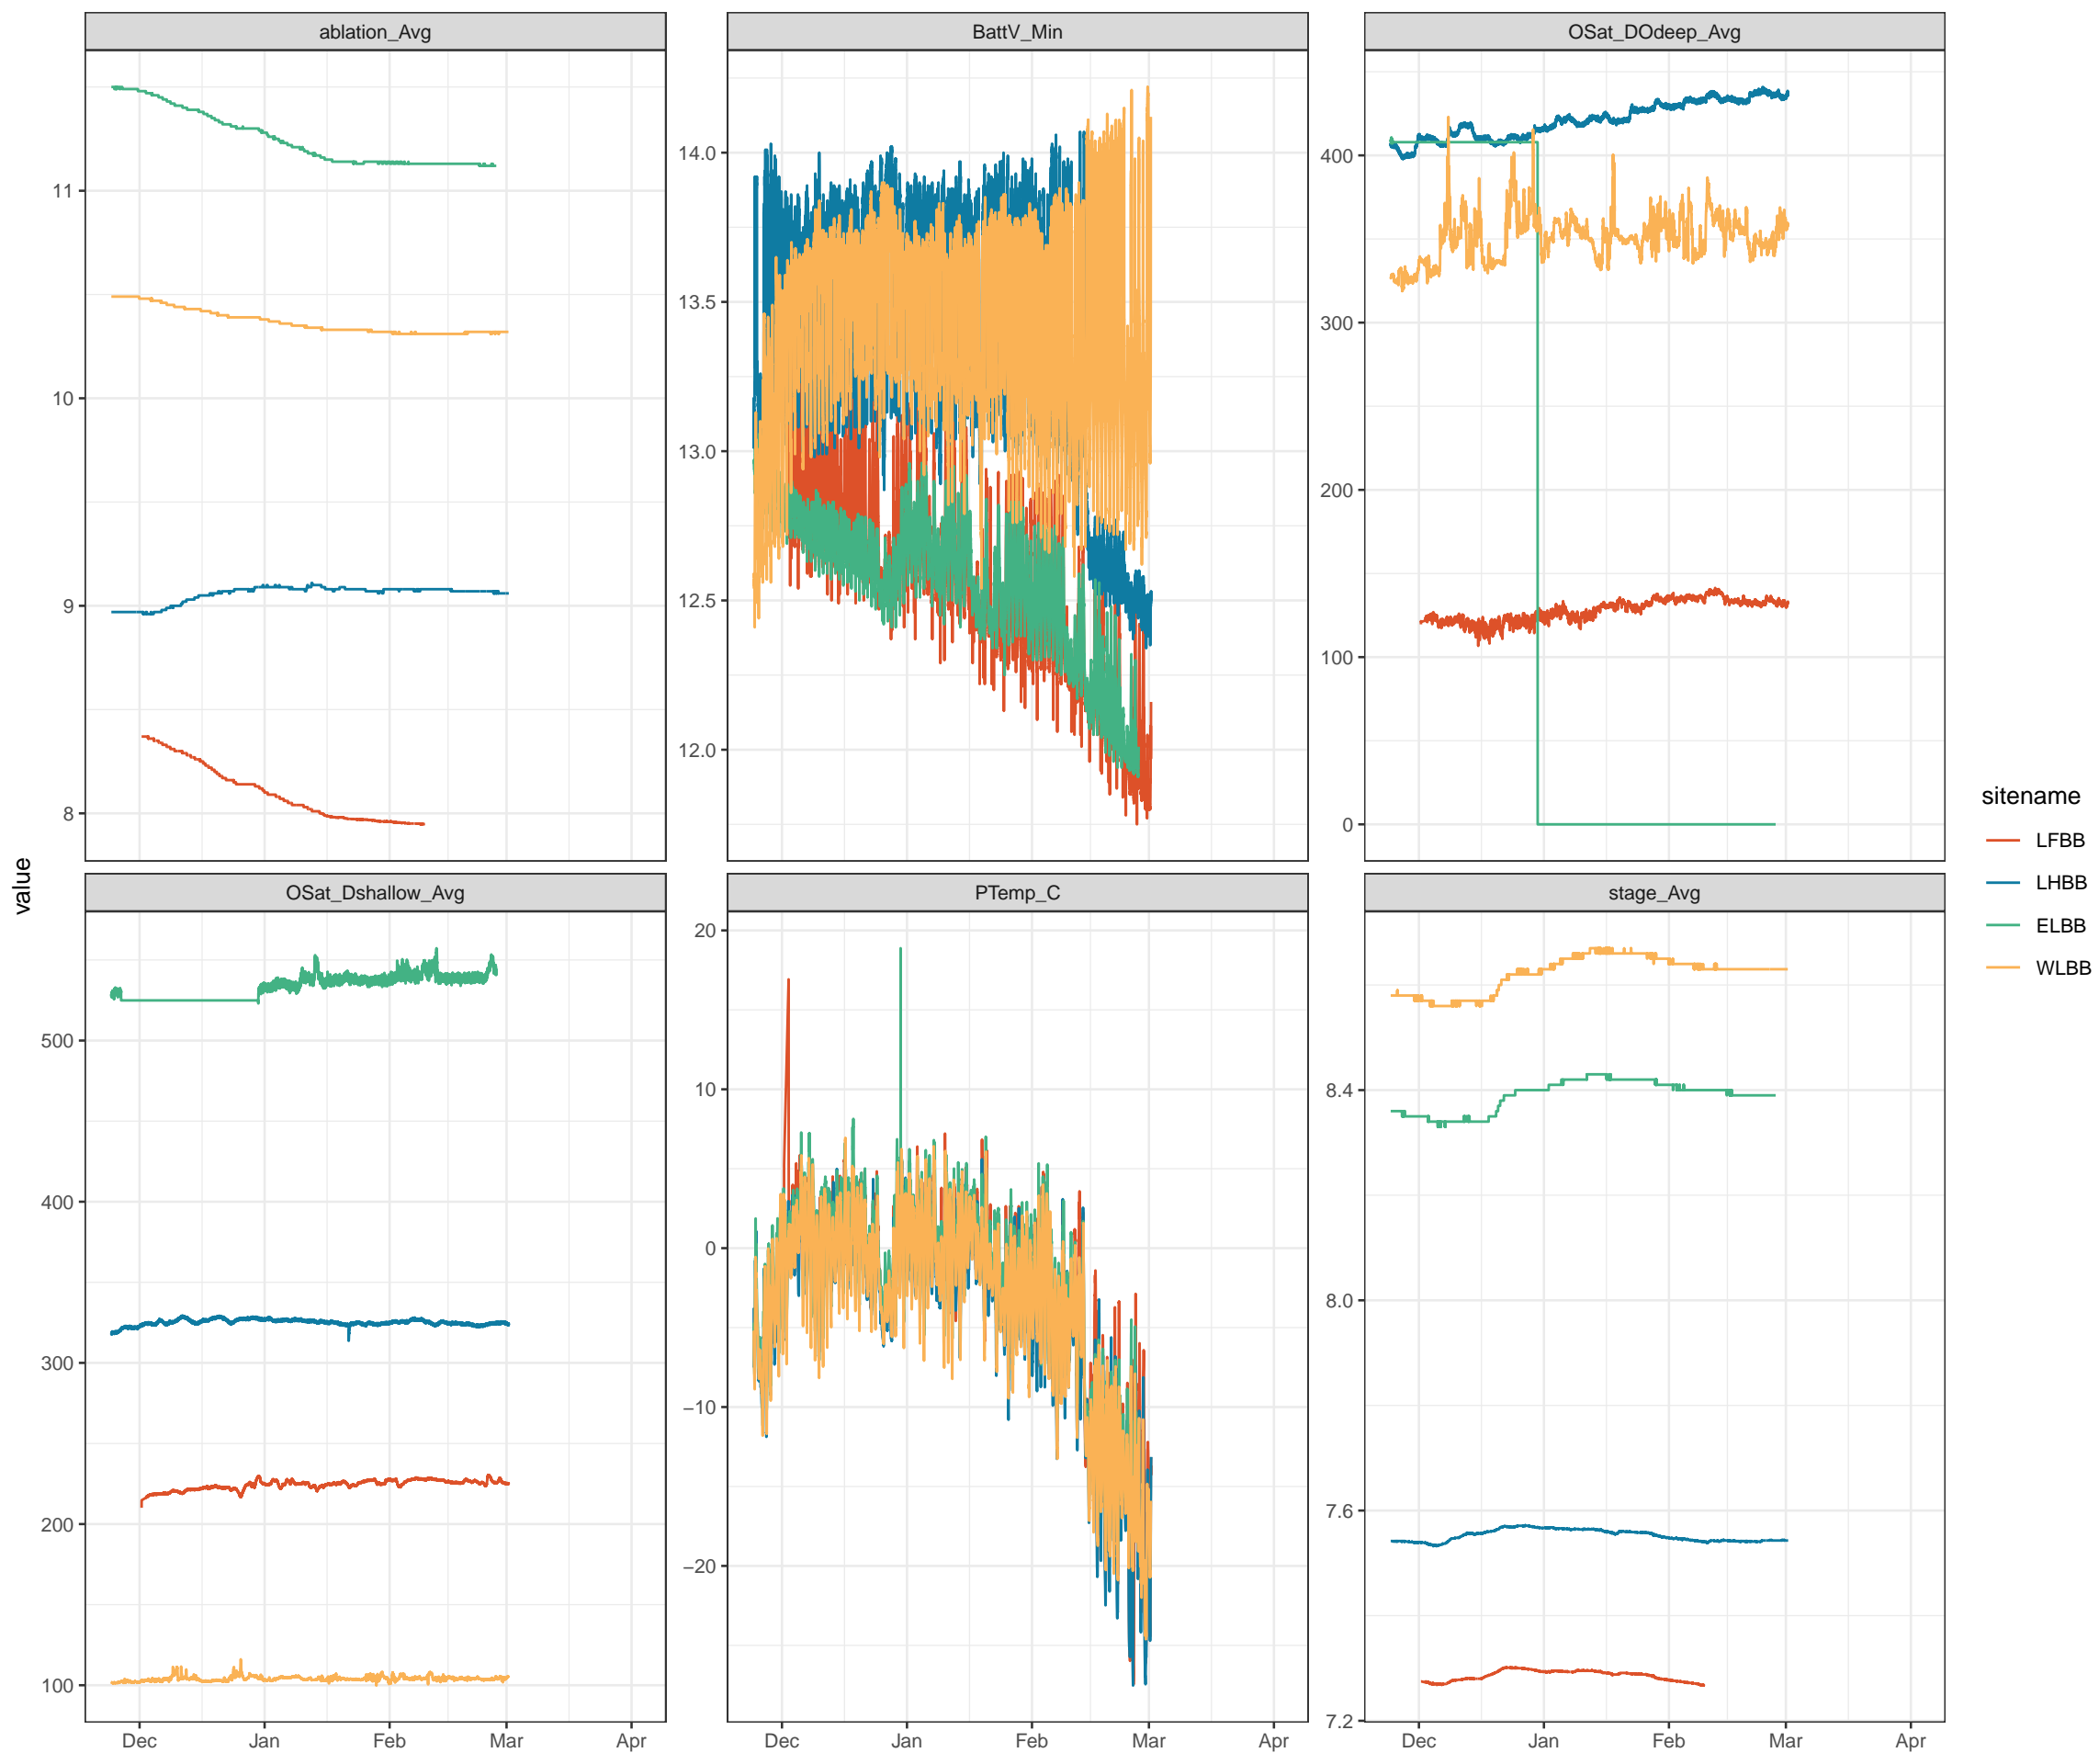 ablation_Avg
BattV_Min
OSat_DOdeep_Avg
11
10
9
8
14.0
13.5
13.0
12.5
12.0
400
300
200
100
0
value
OSat_Dshallow_Avg
PTemp_C
stage_Avg
500
400
300
200
100
20
10
0
−10
−20
8.4
8.0
7.6
7.2
Dec Jan Feb Mar Apr
Dec Jan Feb Mar Apr
Dec Jan Feb Mar Apr
sitename
LFBB
LHBB
ELBB
WLBB